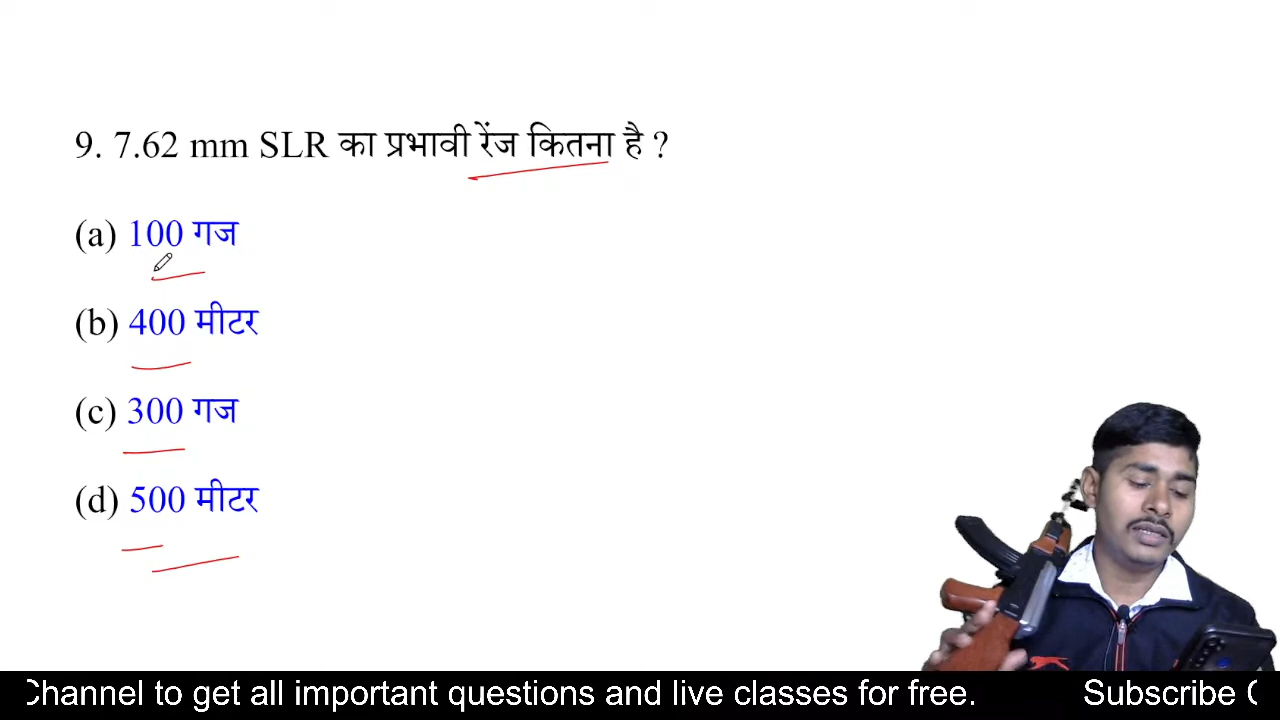 9. 7.62 mm SLR का प्रभावी रेंज कितना है ?
(a) 100 गज
(b) 400 मीटर
(c) 300 गज
(d) 500 मीटर
Channel to get all important questions and live classes for free. Subscribe